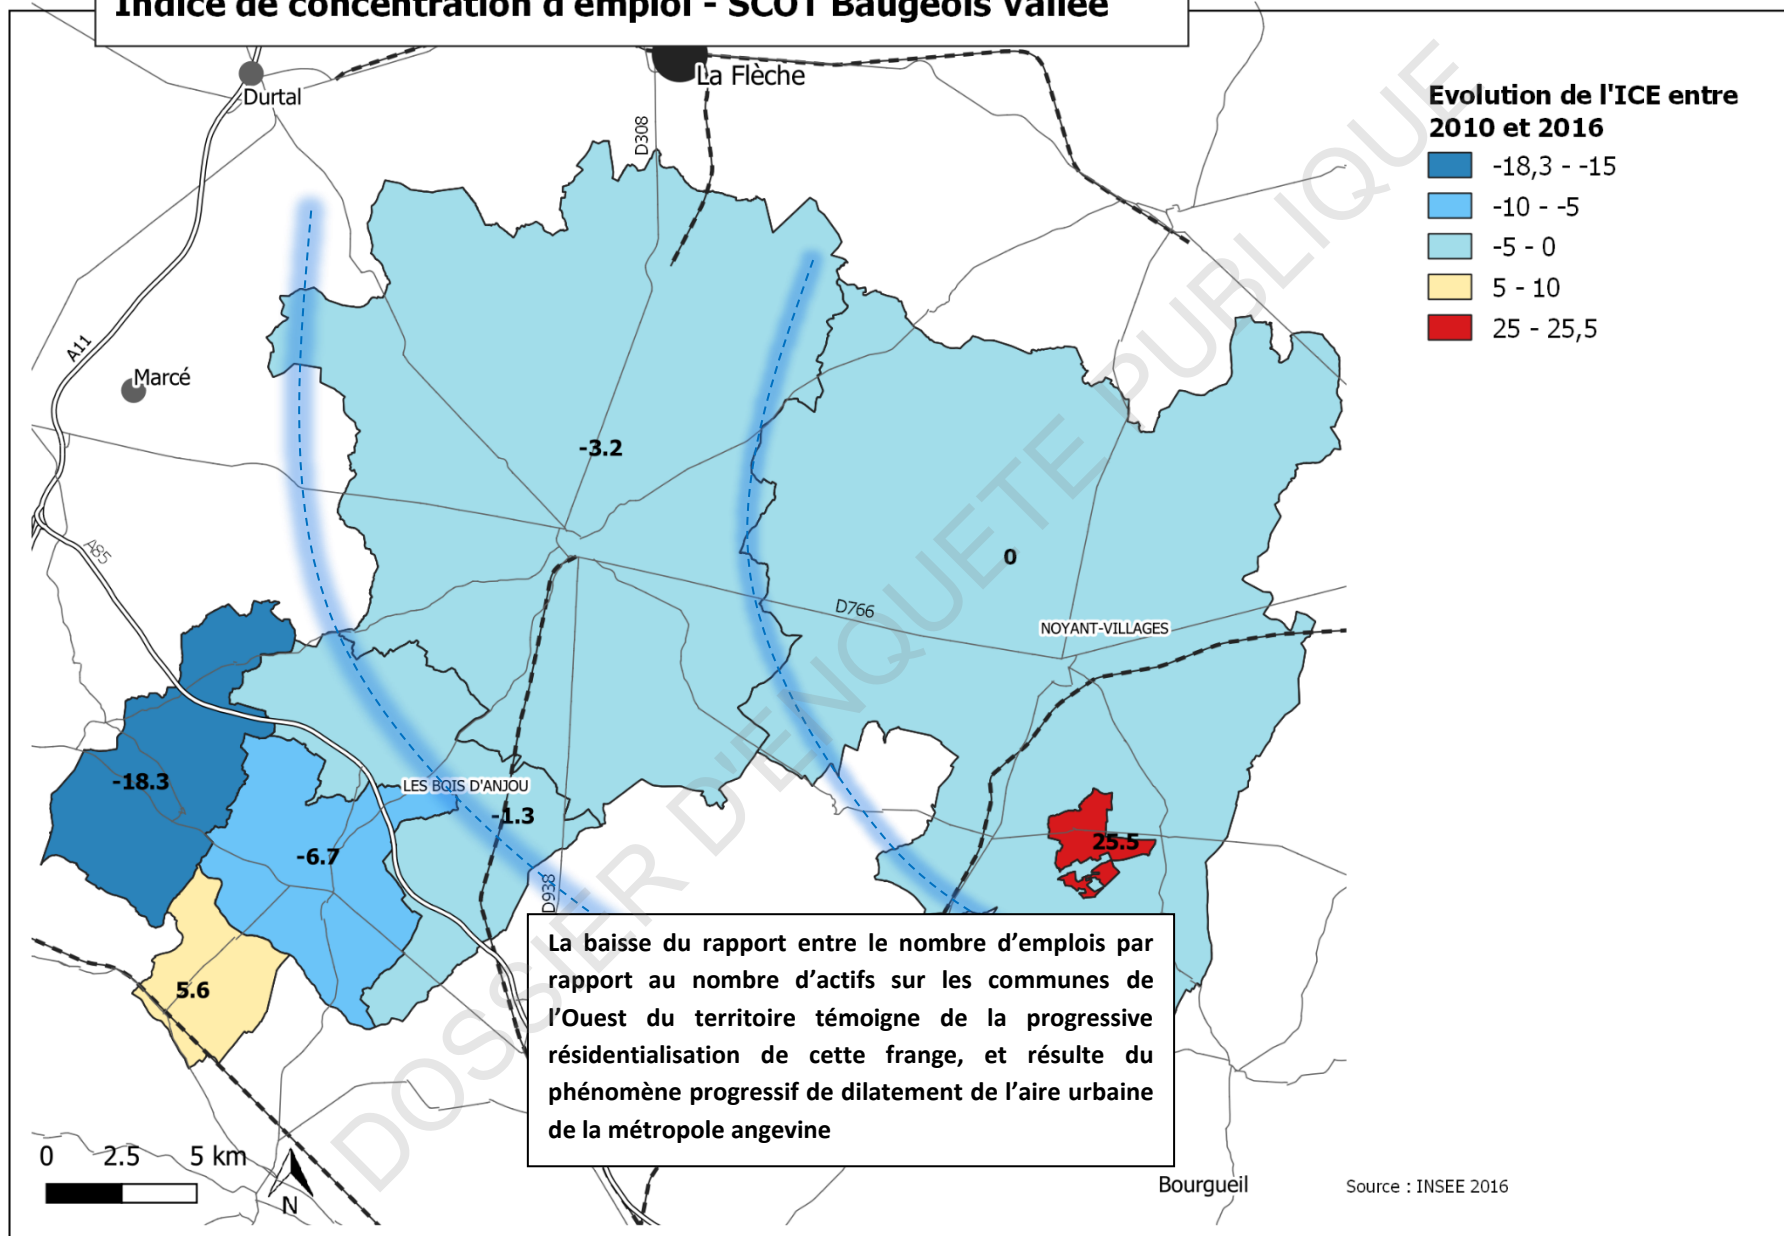 Indice de concentration d'emploi - SCOT Baugeois Vallée
La Flèche
Durtal
D308
Evolution de l'ICE entre
2010 et 2016
-18,3 - -15
-10 - -5
-5 - 0
5 - 10
25 - 25,5
A11
Marcé
-3.2
A85
0
D766
NOYANT-VILLAGES
-18.3
LES BOIS D'ANJOU
-1.3
25.5
-6.7
D938
5.6
La baisse du rapport entre le nombre d'emplois par
rapport au nombre d'actifs sur les communes de
l'Ouest du territoire témoigne de la progressive
résidentialisation de cette frange, et résulte du
phénomène progressif de dilatement de l'aire urbaine
de la métropole angevine
0 2.5 5 km
N
Bourgueil
Source : INSEE 2016
DOSSIER D'ENQUETE PUBLIQUE